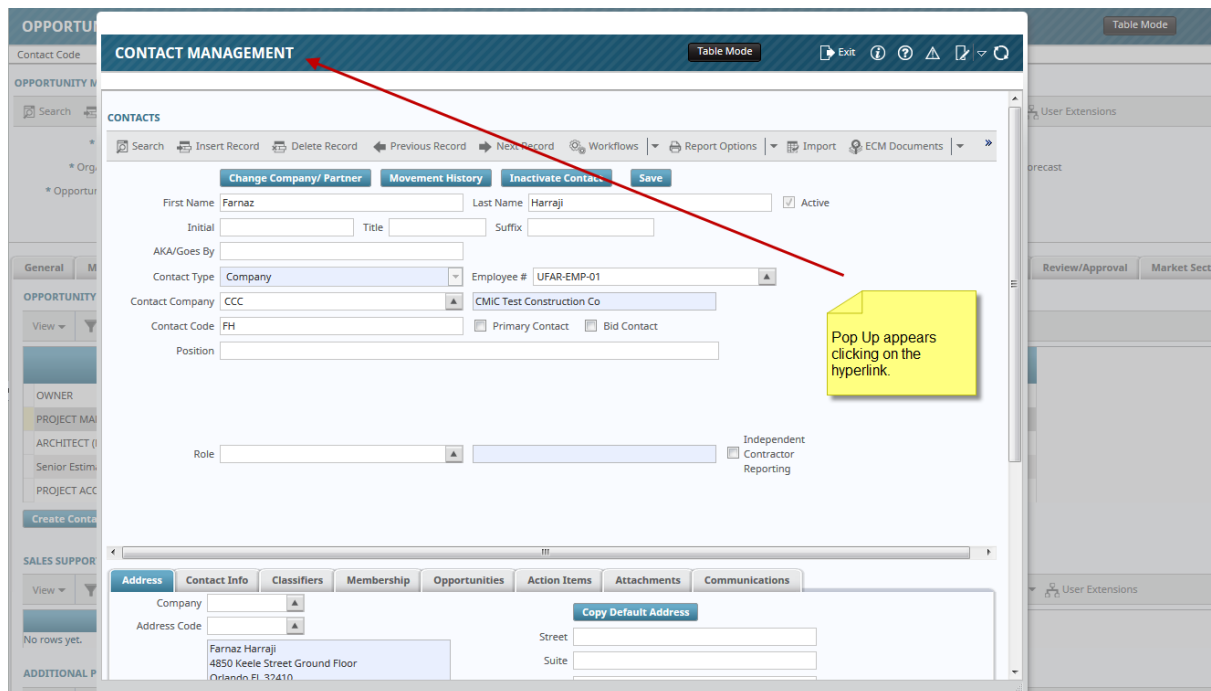 OPPORTU
Table Mode
Contact Code
OPPORTUNITY M
Search
User Extensions
* Org
* Opportur
orecast
General
M
Review/Approval
Market Sect
OPPORTUNITY
View
OWNER
PROJECT MA
ARCHITECT (
Senior Estim
PROJECT ACC
Create Conta
SALES SUPPOR
View
User Extensions
No rows yet.
ADDITIONAL P
CONTACT MANAGEMENT
Table Mode
Exit
CONTACTS
Search Insert Record Delete Record Previous Record Next Record Workflows Report Options Import ECM Documents »
Change Company/ Partner Movement History Inactivate Contact Save
First Name Farnaz Last Name Harraji Active
Initial Title Suffix
AKA/Goes By
Contact Type Company Employee # UFAR-EMP-01
Contact Company CCC CMiC Test Construction Co
Contact Code FH Primary Contact Bid Contact
Position
Pop Up appears
clicking on the
hyperlink.
Role
Independent
Contractor
Reporting
Address Contact Info Classifiers Membership Opportunities Action Items Attachments Communications
Company
Copy Default Address
Address Code
Street
Farnaz Harraji
4850 Keele Street Ground Floor
Suite
Orlando FL 32410